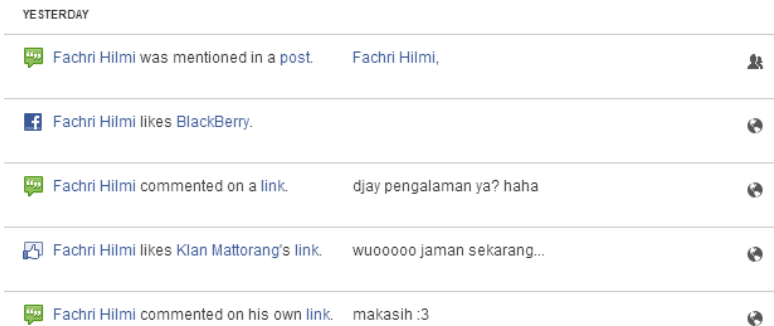 YESTERDAY
Fachri Hilmi was mentioned in a post. Fachri Hilmi,
Fachri Hilmi likes BlackBerry.
Fachri Hilmi commented on a link. djay pengalaman ya? haha
Fachri Hilmi likes Klan Mattorang's link. wuooooo jaman sekarang...
Fachri Hilmi commented on his own link. makasih :3